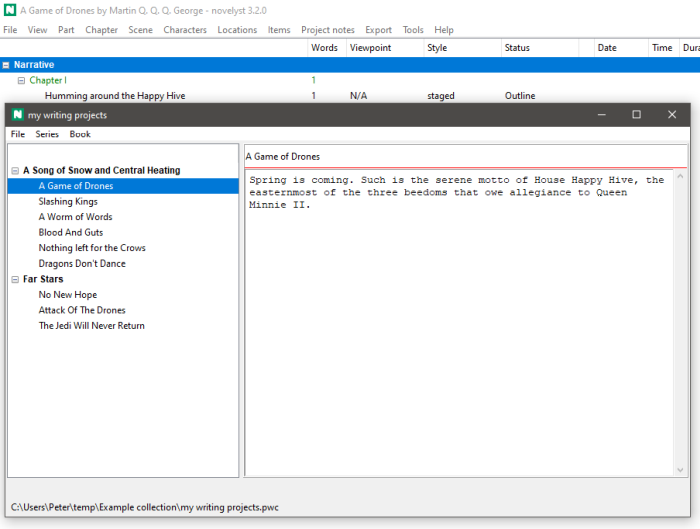 A Game of Drones by Martin Q. Q. Q. George - novelyst 3.2.0
File View Part Chapter Scene Characters Locations Items Project notes Export Tools Help
Words Viewpoint Style Status Date Time Dura
Narrative
Chapter I 1
Humming around the Happy Hive 1 N/A staged Outline
my writing projects
File Series Book
A Song of Snow and Central Heating
A Game of Drones
Slashing Kings
A Worm of Words
Blood And Guts
Nothing left for the Crows
Dragons Don't Dance
Far Stars
No New Hope
Attack Of The Drones
The Jedi Will Never Return
A Game of Drones
Spring is coming. Such is the serene motto of House Happy Hive, the
easternmost of the three beedoms that owe allegiance to Queen
Minnie II.
C:\Users\Peter\temp\Example collection\my writing projects.pwc